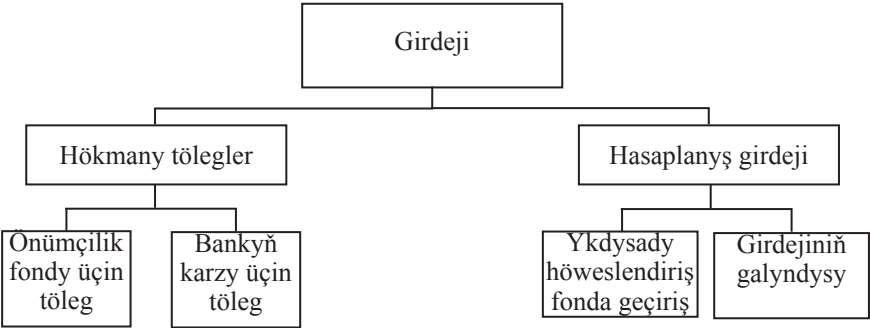 Girdeji
Hökmany tölegler
Hasaplanyş girdeji
Önümçilik
fondy üçin
töleg
Bankyň
karzy üçin
töleg
Ykdysady
höweslendiriş
fonda geçiriş
Girdejiniň
galyndysy